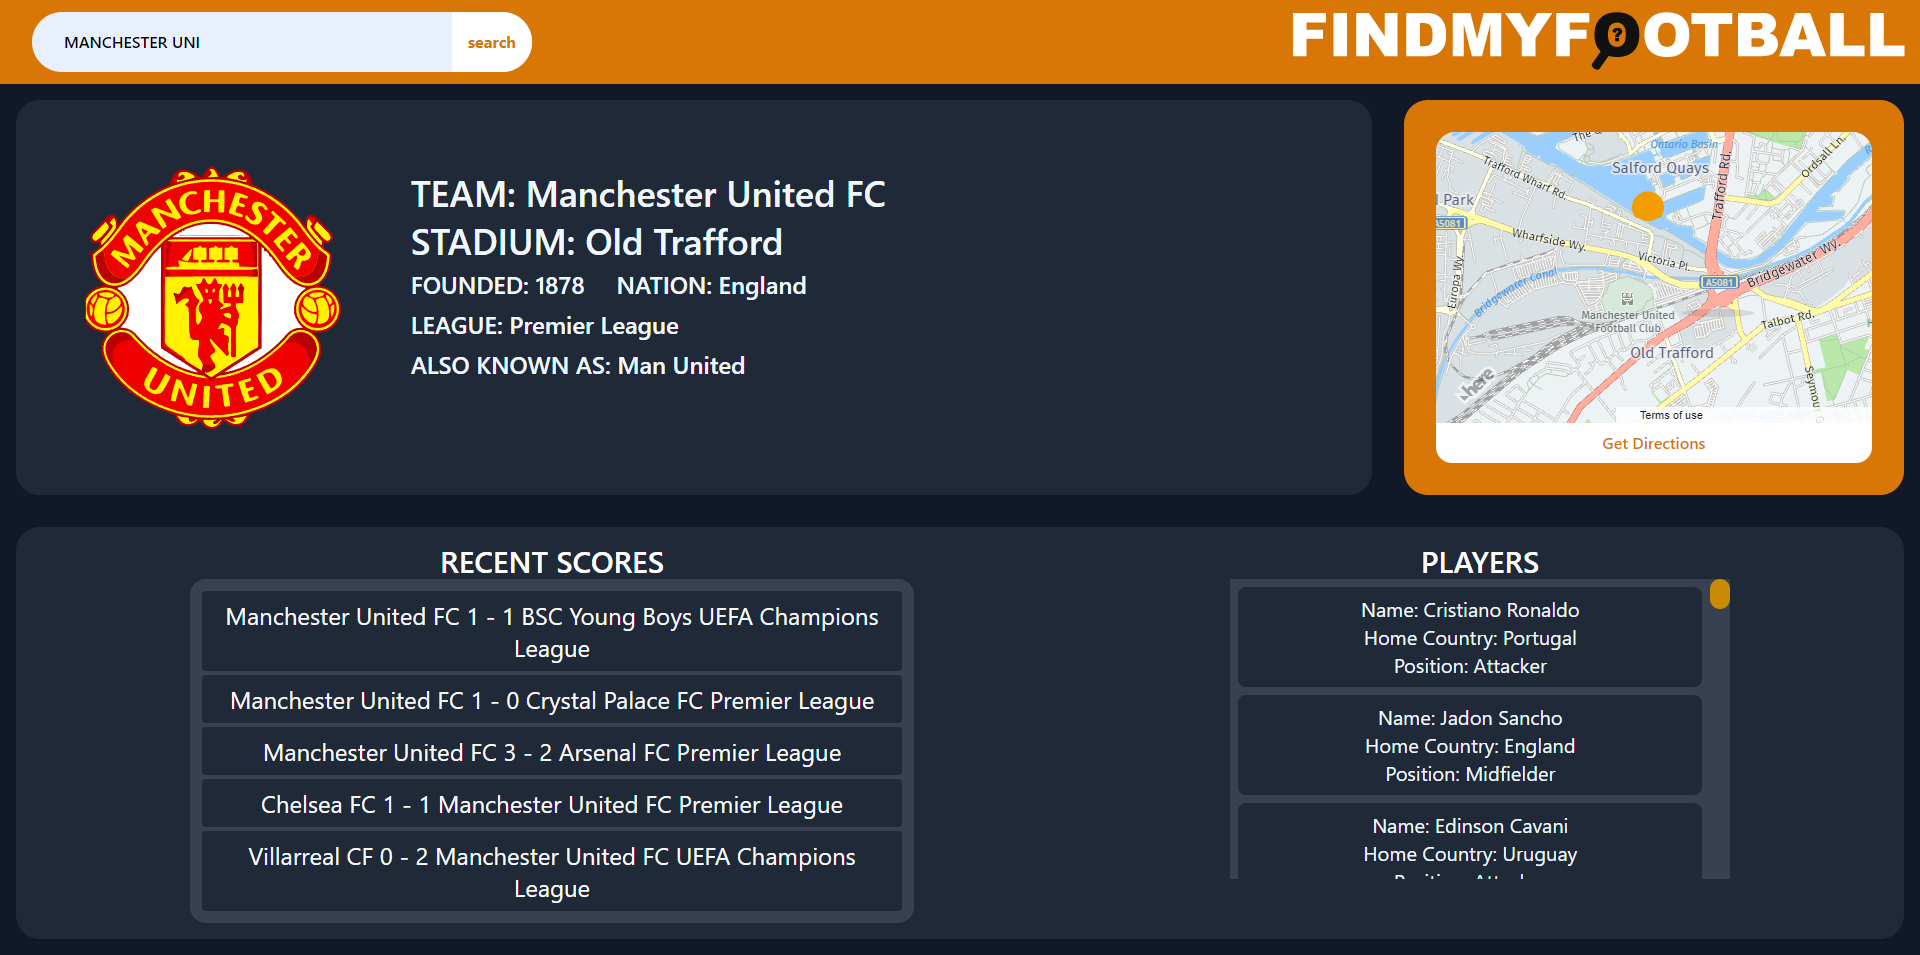 MANCHESTER UNI
search
FINDMYFOOTBALL
MANCHESTER
UNITED
TEAM: Manchester United FC
STADIUM: Old Trafford
FOUNDED: 1878 NATION: England
LEAGUE: Premier League
ALSO KNOWN AS: Man United
Ontario Basin
Salford Quays
Ordsall Ln.
Trafford Wharf Rd.
Trafford Rd.
Park
A5081
Wharfside Wy.
Victoria Pl.
Bridgewater Wy.
Europa Wy.
Bridgewater Canal
A5081
Manchester United
Football Club
Talbot Rd.
Old Trafford
here
Terms of use
Get Directions
RECENT SCORES
Manchester United FC 1 - 1 BSC Young Boys UEFA Champions
League
Manchester United FC 1 - 0 Crystal Palace FC Premier League
Manchester United FC 3 - 2 Arsenal FC Premier League
Chelsea FC 1 - 1 Manchester United FC Premier League
Villarreal CF 0 - 2 Manchester United FC UEFA Champions
League
PLAYERS
Name: Cristiano Ronaldo
Home Country: Portugal
Position: Attacker
Name: Jadon Sancho
Home Country: England
Position: Midfielder
Name: Edinson Cavani
Home Country: Uruguay